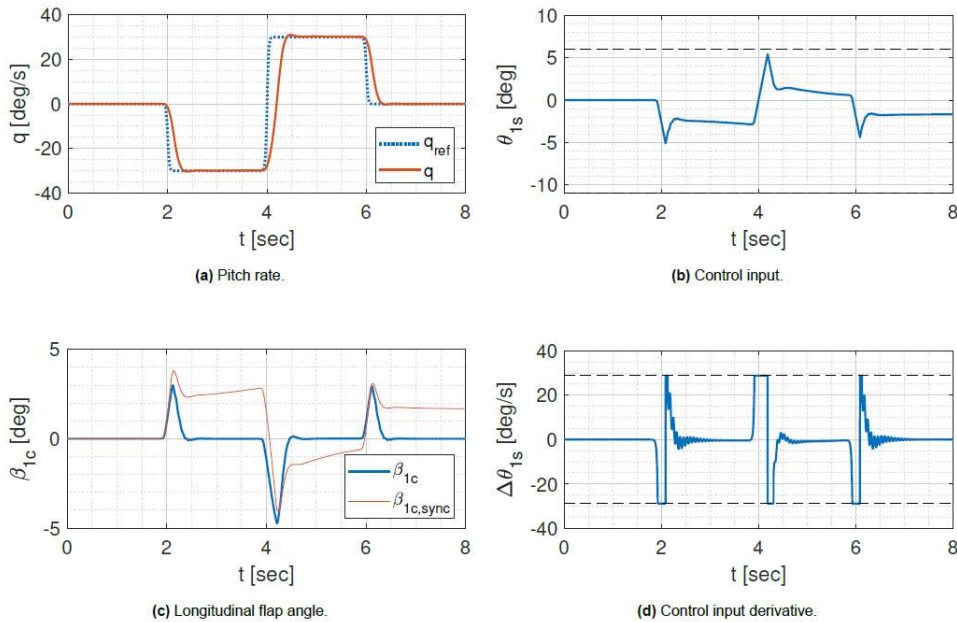 40
20
0
-20
-40
q [deg/s]
q_ref
q
0 2 4 6 8
t [sec]
(a) Pitch rate.
10
5
0
-5
-10
θ_1s [deg]
0 2 4 6 8
t [sec]
(b) Control input.
5
0
-5
β_1c [deg]
β_1c
β_1c,sync
0 2 4 6 8
t [sec]
(c) Longitudinal flap angle.
40
20
0
-20
-40
Δθ_1s [deg/s]
0 2 4 6 8
t [sec]
(d) Control input derivative.